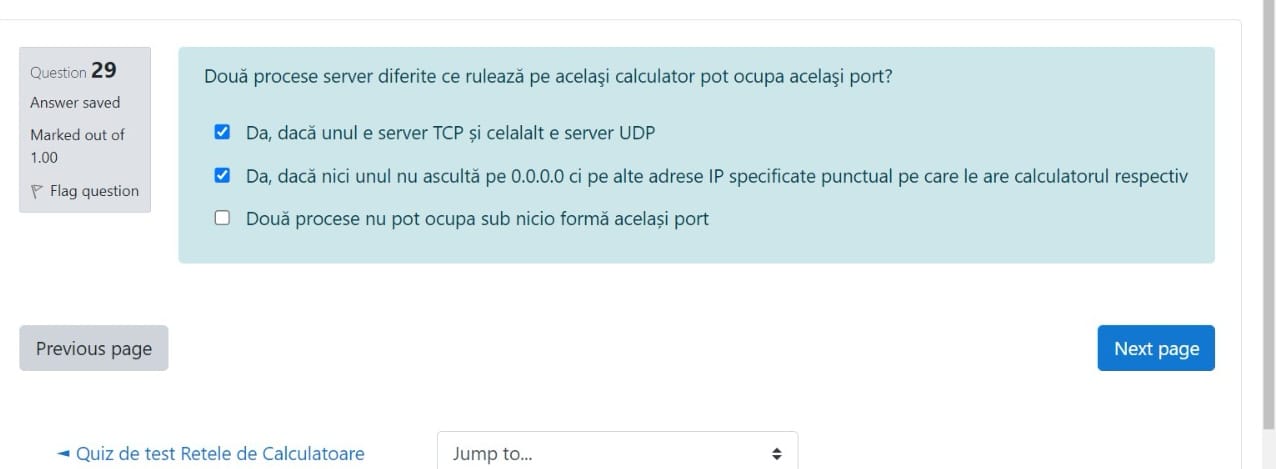 Question 29
Answer saved
Marked out of
1.00
Flag question
Două procese server diferite ce rulează pe același calculator pot ocupa același port?
Da, dacă unul e server TCP și celalalt e server UDP
Da, dacă nici unul nu ascultă pe 0.0.0.0 ci pe alte adrese IP specificate punctual pe care le are calculatorul respectiv
Două procese nu pot ocupa sub nicio formă același port
Previous page
Next page
◄ Quiz de test Retele de Calculatoare
Jump to...